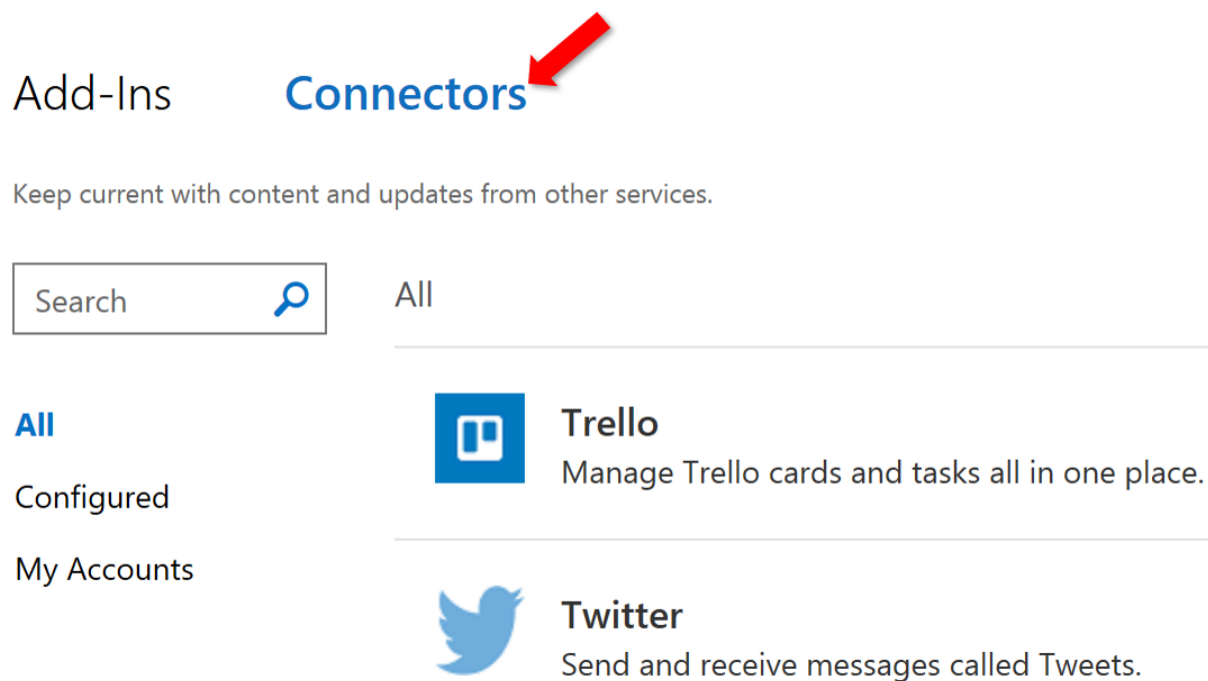 Add-Ins Connectors
Keep current with content and updates from other services.
Search
All
Configured
My Accounts
All
Trello
Manage Trello cards and tasks all in one place.
Twitter
Send and receive messages called Tweets.